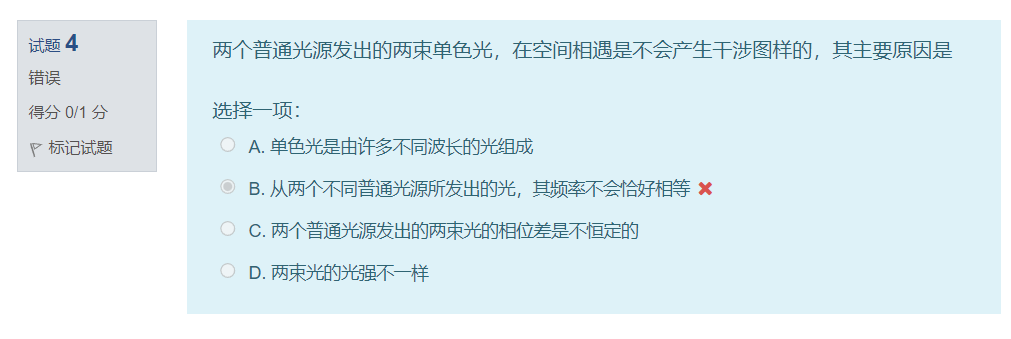 试题 4
错误
得分 0/1 分
标记试题
两个普通光源发出的两束单色光，在空间相遇是不会产生干涉图样的，其主要原因是
选择一项：
A. 单色光是由许多不同波长的光组成
B. 从两个不同普通光源所发出的光，其频率不会恰好相等
C. 两个普通光源发出的两束光的相位差是不恒定的
D. 两束光的光强不一样